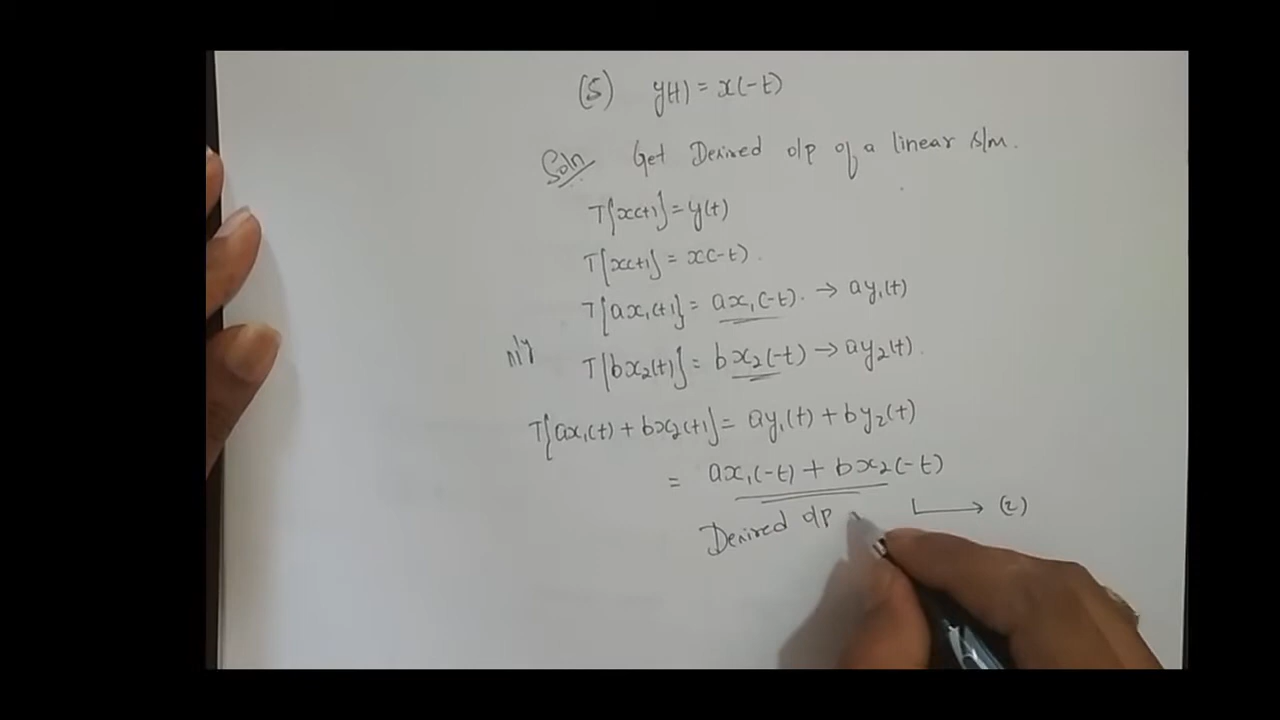 (5) y(t) = x(-t)
Soln Get Desired o/p of a linear s/m.
T{x(t)} = y(t)
T{x(t)} = x(-t).
T{ax₁(t)} = ax₁(-t). → ay₁(t)
lll'y T{bx₂(t)} = bx₂(-t) → ay₂(t).
T{ax₁(t) + bx₂(t)} = ay₁(t) + by₂(t)
= ax₁(-t) + bx₂(-t)
Desired o/p → (2)